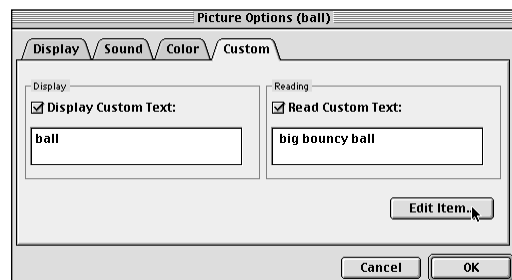 Picture Options (ball)
Display Sound Color Custom
Display
Display Custom Text:
ball
Reading
Read Custom Text:
big bouncy ball
Edit Item...
Cancel OK